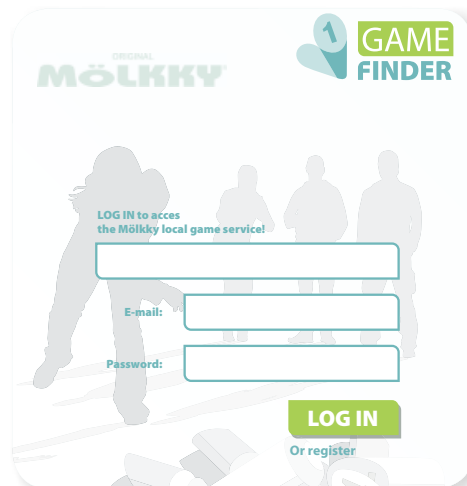 1
GAME
FINDER
ORIGINAL
MÖLKKY
LOG IN to acces
the Mölkky local game service!
E-mail:
Password:
LOG IN
Or register